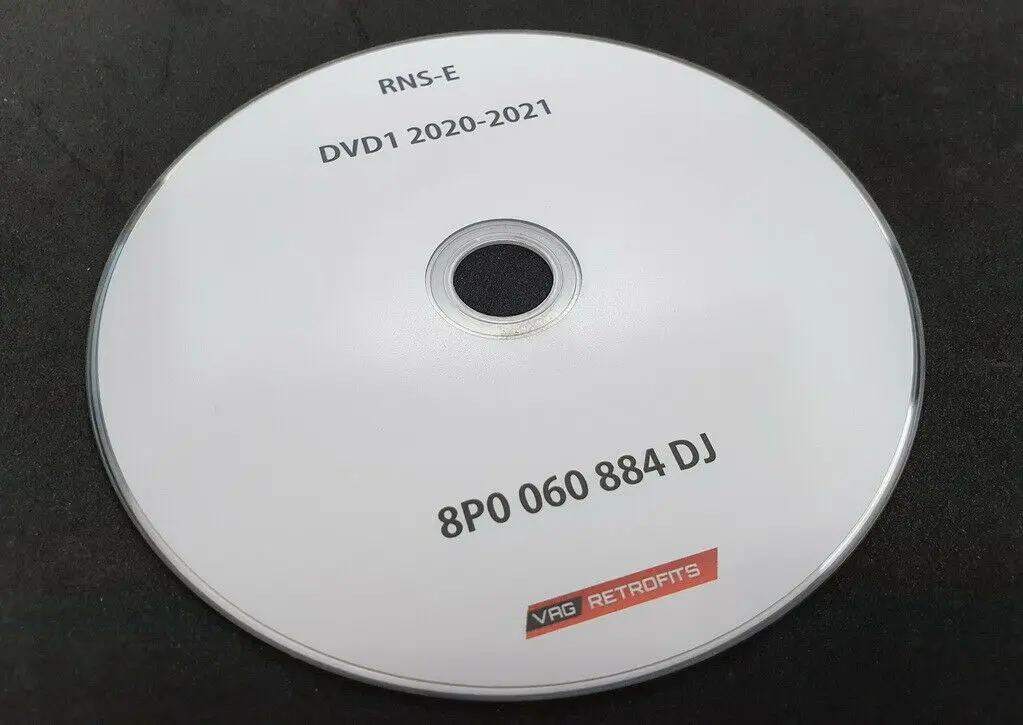 RNS-E
DVD1 2020-2021
8P0 060 884 DJ
VAG RETROFITS